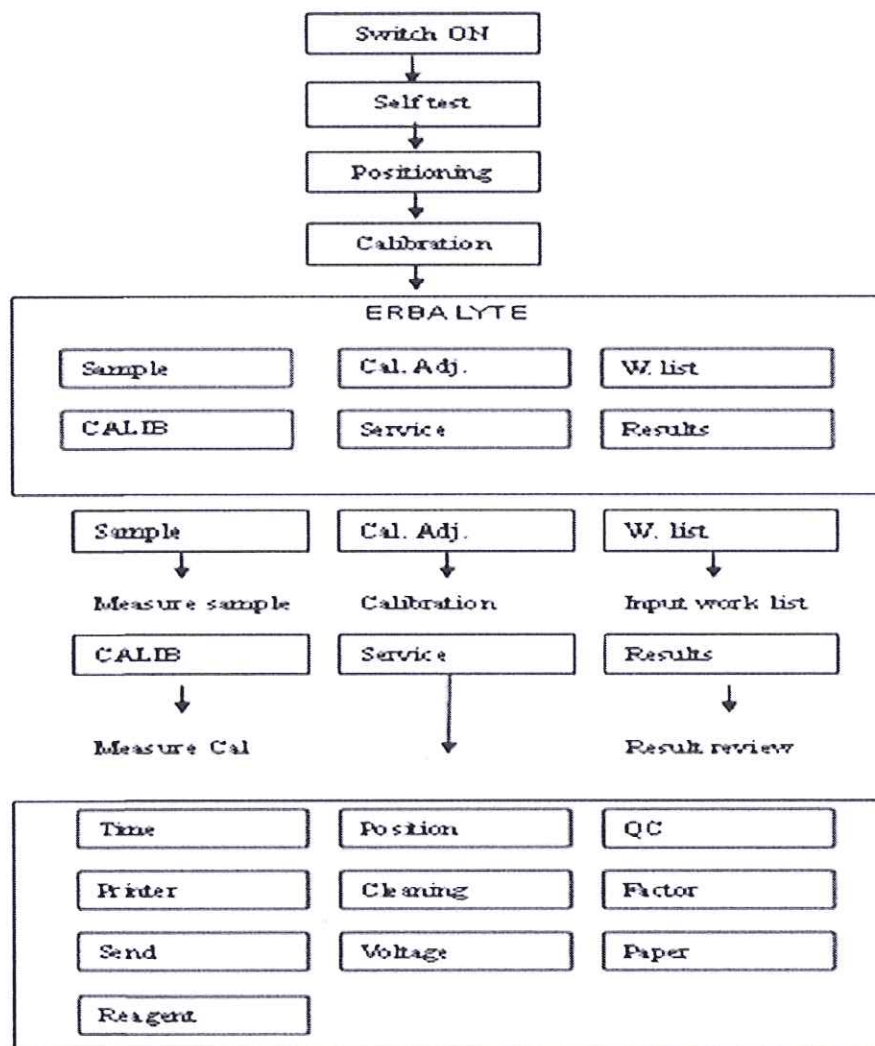 Switch ON
Self test
Positioning
Calibration
ERBA LYTE
Sample Cal. Adj. W. list
CALIB Service Results
Sample Cal. Adj. W. list
Measure sample Calibration Input work list
CALIB Service Results
Measure Cal Result review
Time Position QC
Printer Cleaning Factor
Send Voltage Paper
Reagent